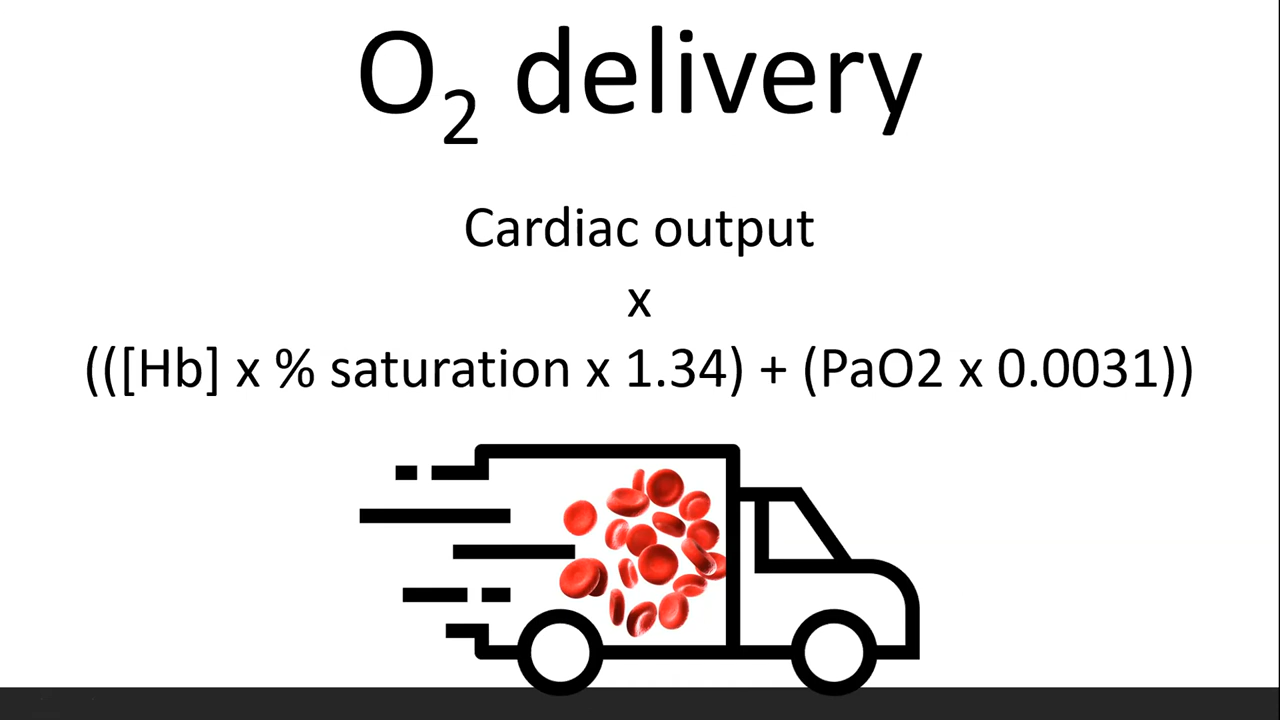 O₂ delivery
Cardiac output
x
(([Hb] x % saturation x 1.34) + (PaO2 x 0.0031))